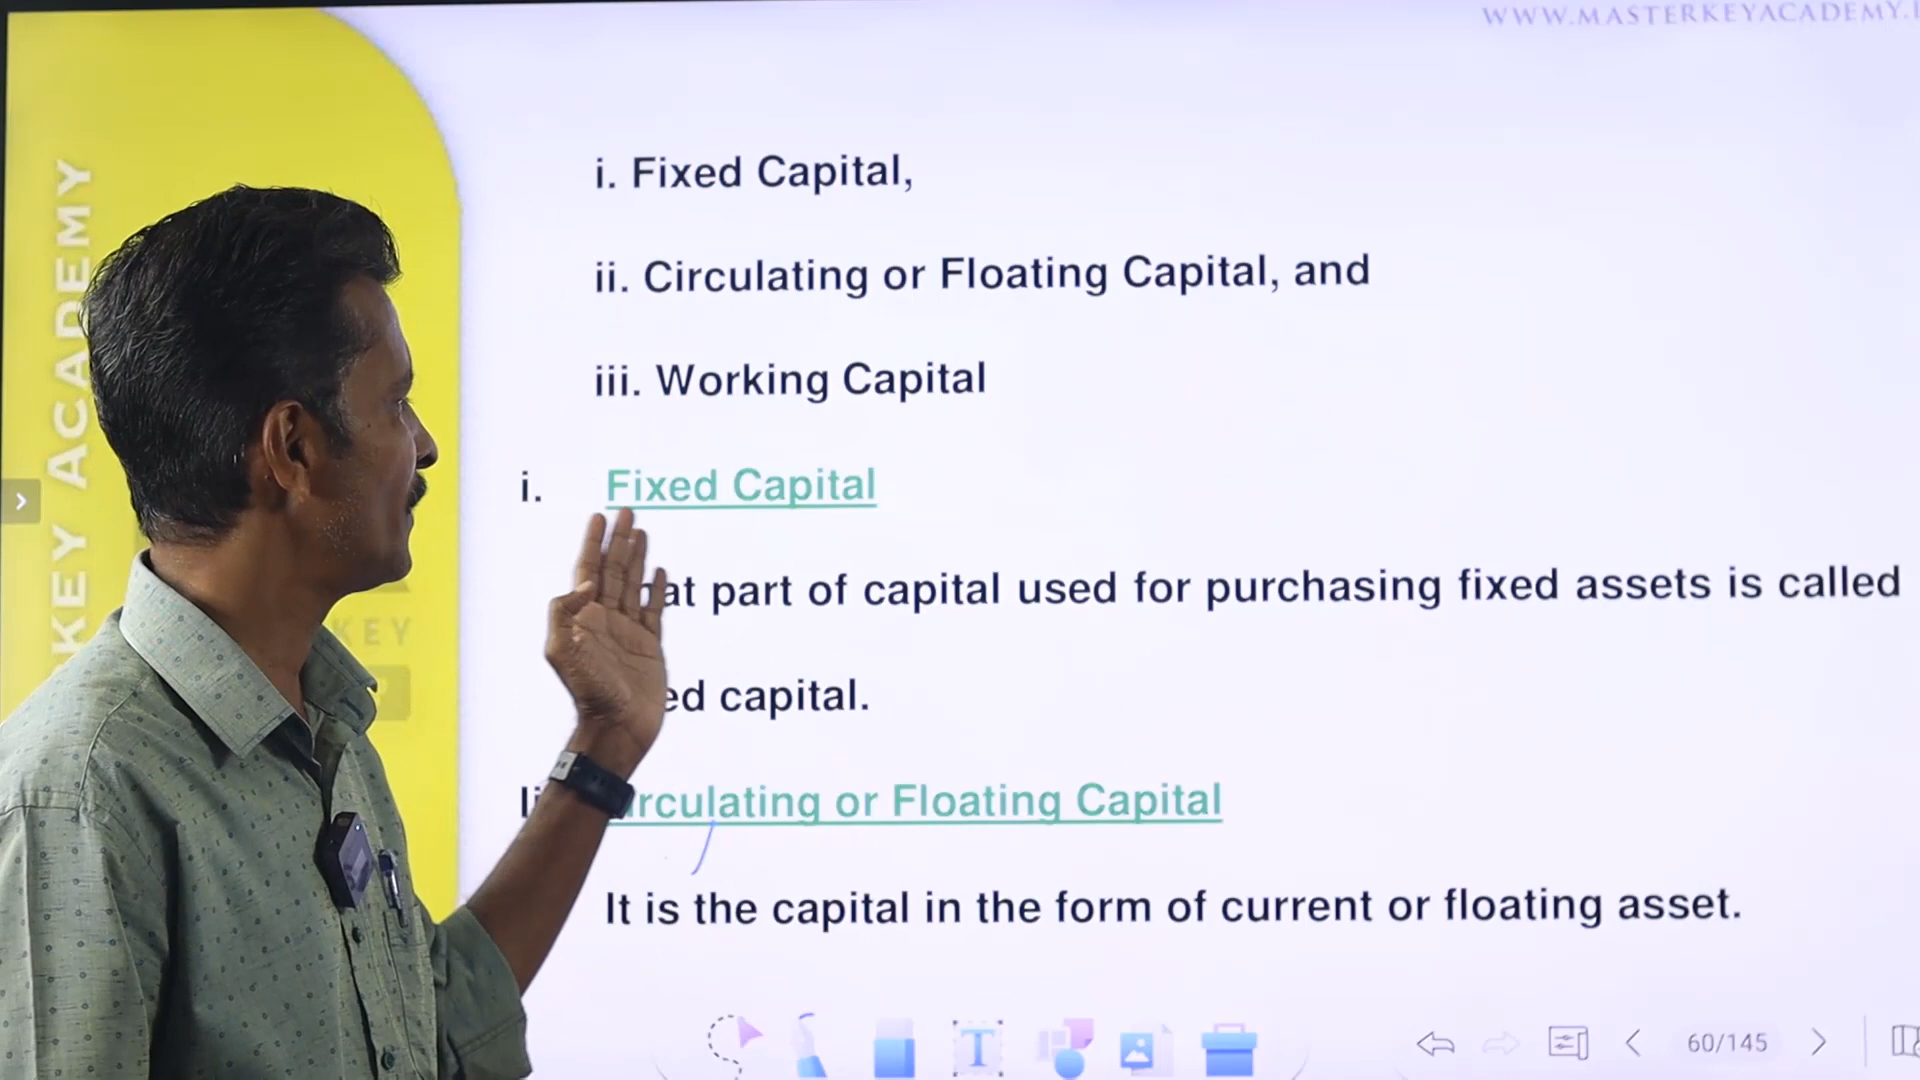 WWW.MASTERKEYACADEMY.
KEY ACADEMY
i. Fixed Capital,
ii. Circulating or Floating Capital, and
iii. Working Capital
i. Fixed Capital
part of capital used for purchasing fixed assets is called
capital.
or Floating Capital
It is the capital in the form of current or floating asset.
KEY
T
60/145